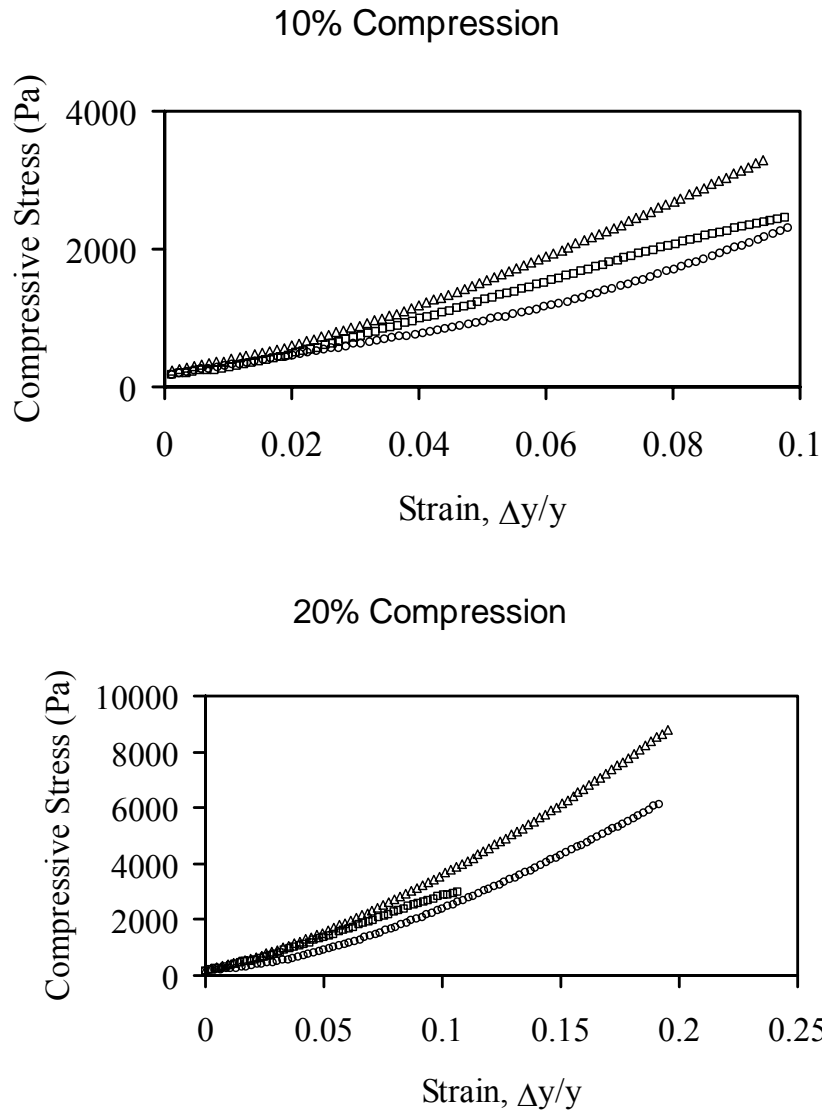 10% Compression
Compressive Stress (Pa)
4000
2000
0
0 0.02 0.04 0.06 0.08 0.1
Strain, Δy/y
20% Compression
Compressive Stress (Pa)
10000
8000
6000
4000
2000
0
0 0.05 0.1 0.15 0.2 0.25
Strain, Δy/y